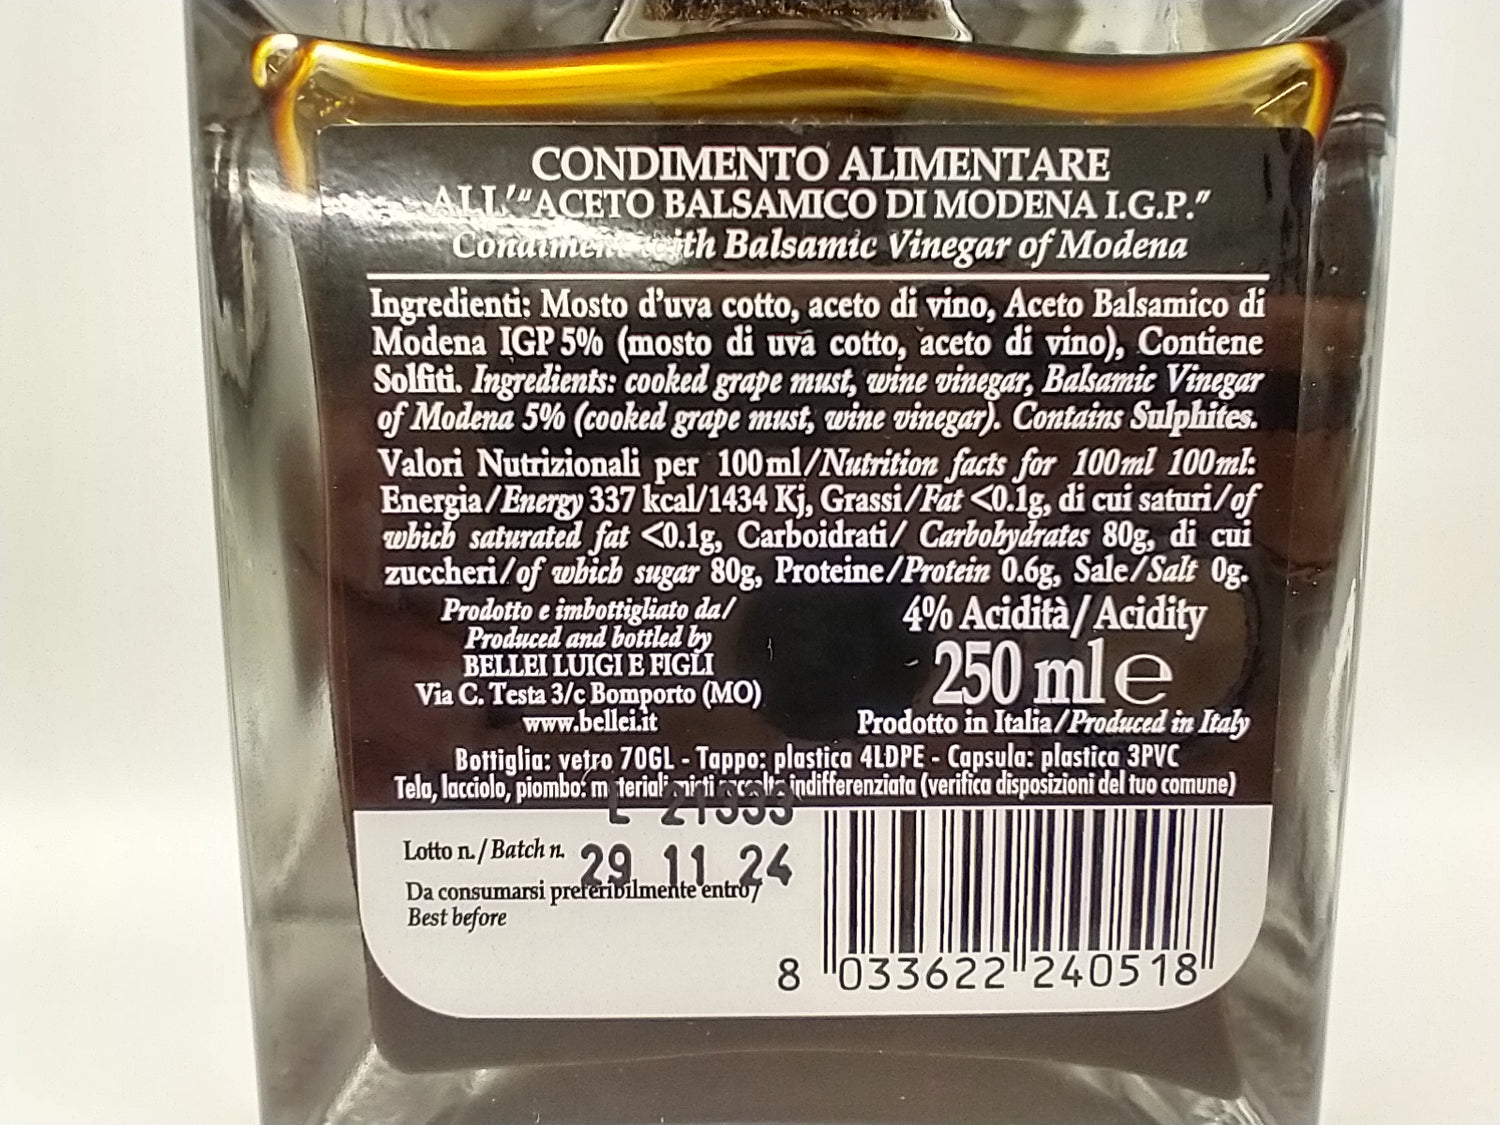 CONDIMENTO ALIMENTARE
ALL'"ACETO BALSAMICO DI MODENA I.G.P."
Condiment with Balsamic Vinegar of Modena
Ingredienti: Mosto d'uva cotto, aceto di vino, Aceto Balsamico di
Modena IGP 5% (mosto di uva cotto, aceto di vino), Contiene
Solfiti. Ingredients: cooked grape must, wine vinegar, Balsamic Vinegar
of Modena 5% (cooked grape must, wine vinegar). Contains Sulphites.
Valori Nutrizionali per 100ml/Nutrition facts for 100ml 100ml:
Energia/Energy 337 kcal/1434 Kj, Grassi/Fat <0.1g, di cui saturi/of
which saturated fat <0.1g, Carboidrati/ Carbohydrates 80g, di cui
zuccheri/of which sugar 80g, Proteine/Protein 0.6g, Sale/Salt 0g.
Prodotto e imbottigliato da/
Produced and bottled by
BELLEI LUIGI E FIGLI
Via C. Testa 3/c Bomporto (MO)
www.bellei.it
4% Acidità/Acidity
250 ml e
Prodotto in Italia/Produced in Italy
Bottiglia: vetro 70GL - Tappo: plastica 4LDPE - Capsula: plastica 3PVC
Tela, lacciolo, piombo: materiali misti raccolta indifferenziata (verifica disposizioni del tuo comune)
Lotto n./Batch n.
29 11 24
Da consumarsi preferibilmente entro/
Best before
8 033622 240518